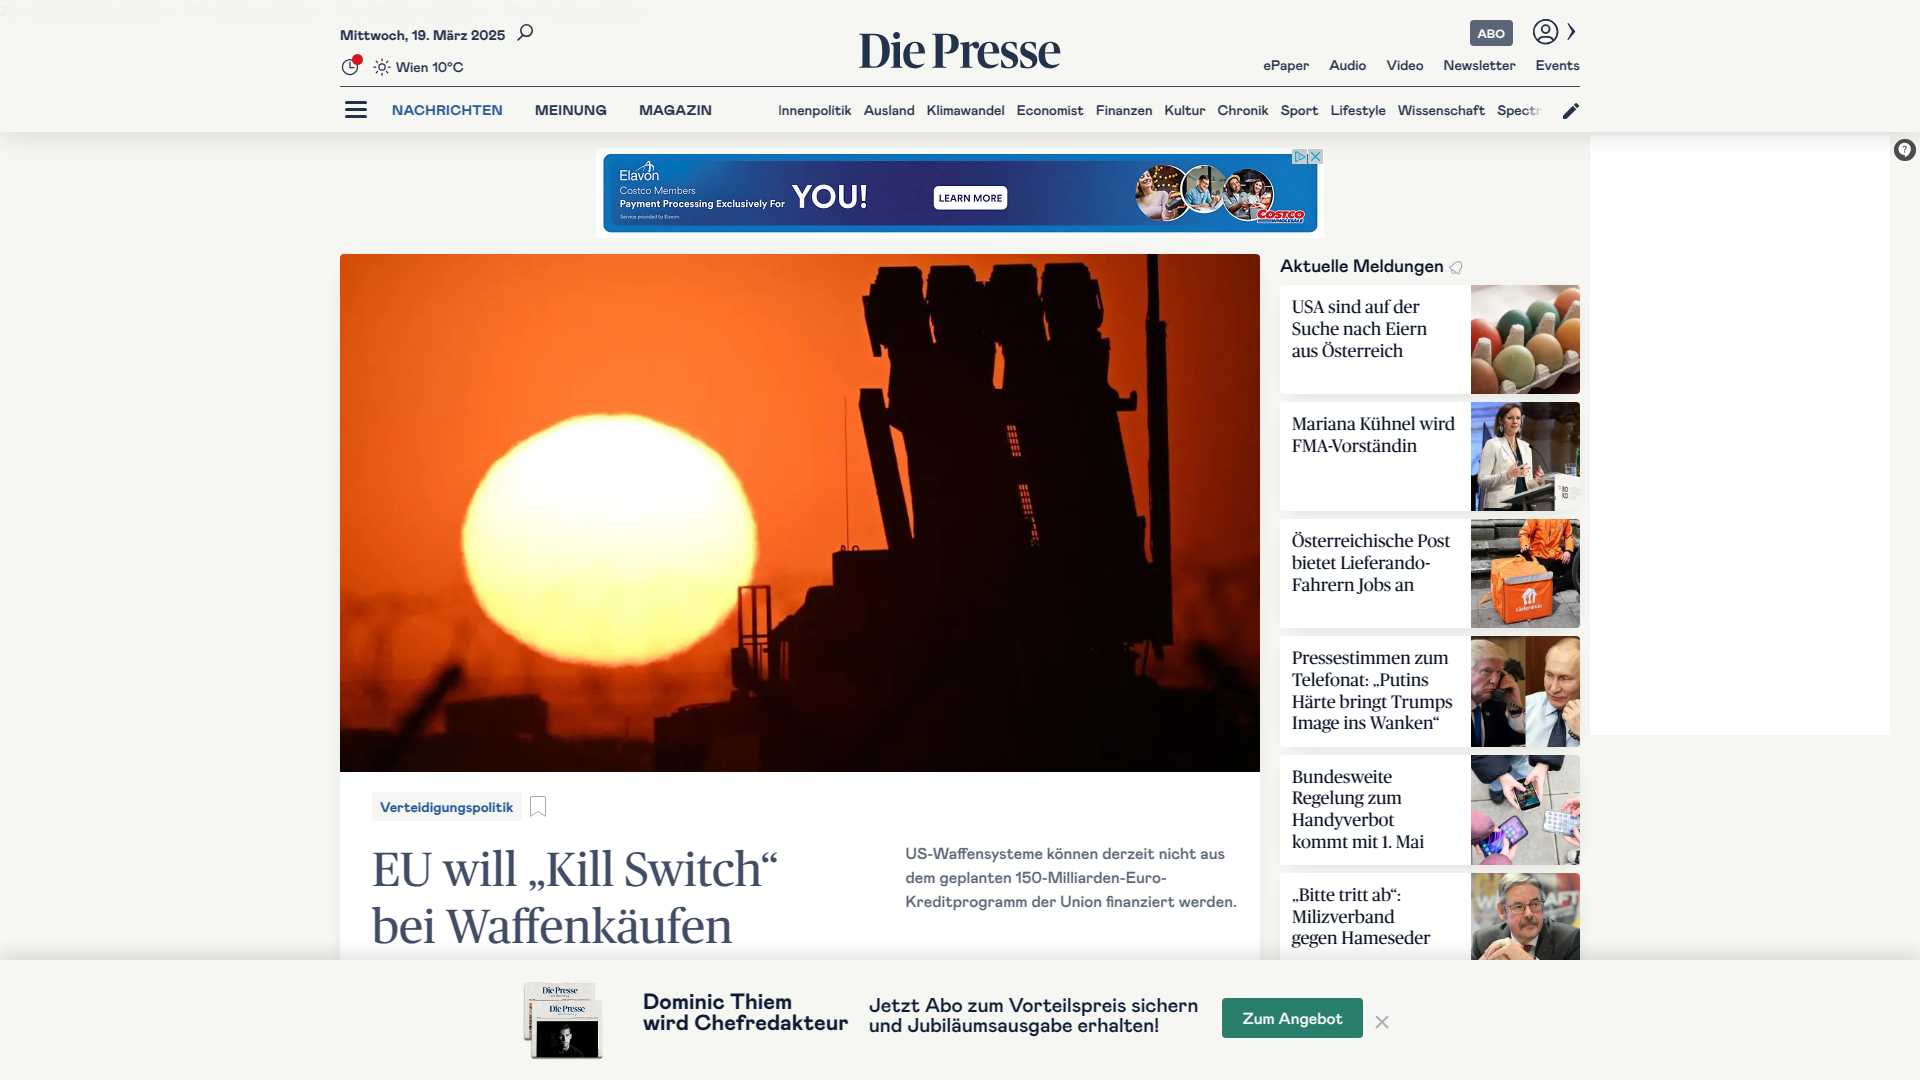 Mittwoch, 19. März 2025
Wien 10°C
Die Presse
ABO
ePaper Audio Video Newsletter Events
NACHRICHTEN MEINUNG MAGAZIN
Innenpolitik Ausland Klimawandel Economist Finanzen Kultur Chronik Sport Lifestyle Wissenschaft Spectr
Elavon
Costco Members
Payment Processing Exclusively For YOU!
Service provided by Elavon.
LEARN MORE
COSTCO
WHOLESALE
Verteidigungspolitik
EU will „Kill Switch“
bei Waffenkäufen
US-Waffensysteme können derzeit nicht aus
dem geplanten 150-Milliarden-Euro-
Kreditprogramm der Union finanziert werden.
Aktuelle Meldungen
USA sind auf der
Suche nach Eiern
aus Österreich
Mariana Kühnel wird
FMA-Vorständin
Österreichische Post
bietet Lieferando-
Fahrern Jobs an
Pressestimmen zum
Telefonat: „Putins
Härte bringt Trumps
Image ins Wanken“
Bundesweite
Regelung zum
Handyverbot
kommt mit 1. Mai
„Bitte tritt ab“:
Milizverband
gegen Hameseder
Die Presse
Die Presse
Dominic Thiem
wird Chefredakteur
Jetzt Abo zum Vorteilspreis sichern
und Jubiläumsausgabe erhalten!
Zum Angebot